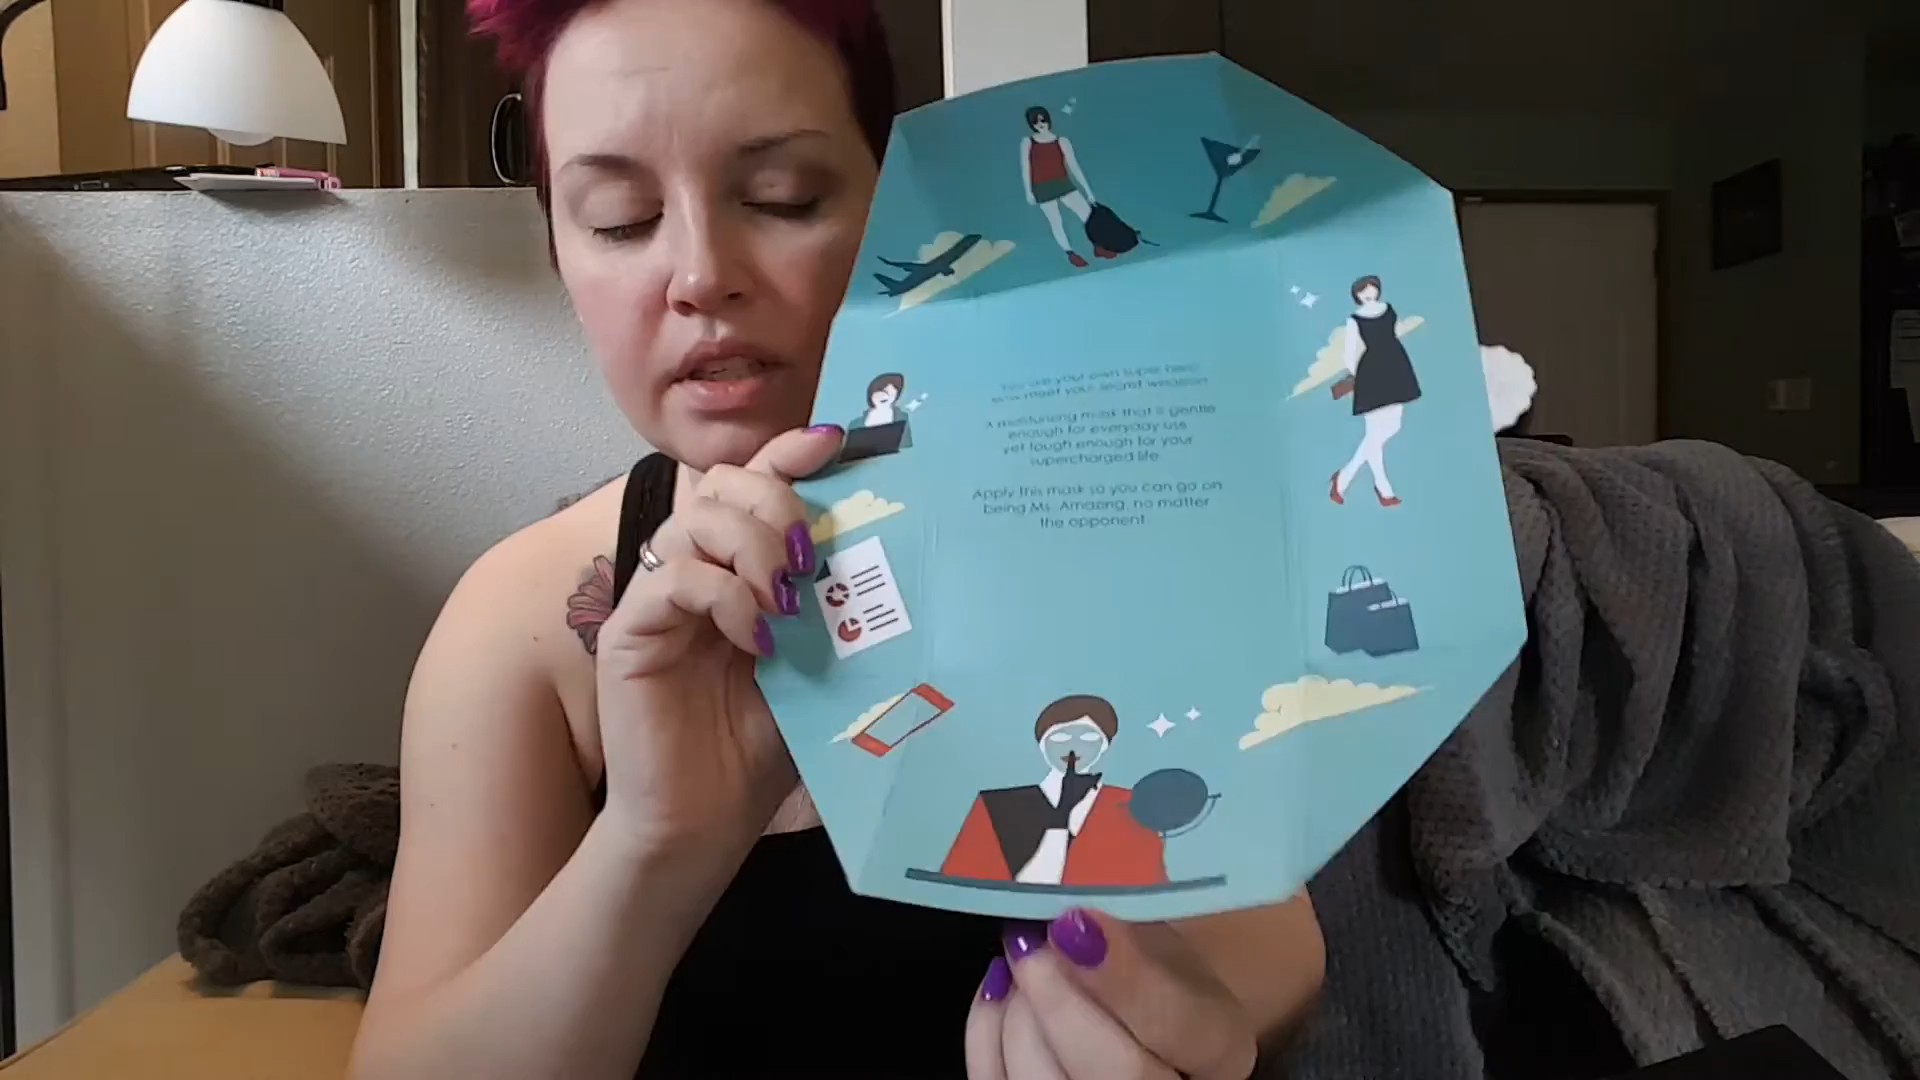 You are your own super hero.
Now meet your secret weapon.
A moisturizing mask that is gentle
enough for everyday use
yet tough enough for your
supercharged life.
Apply this mask so you can go on
being Ms. Amazing, no matter
the opponent.